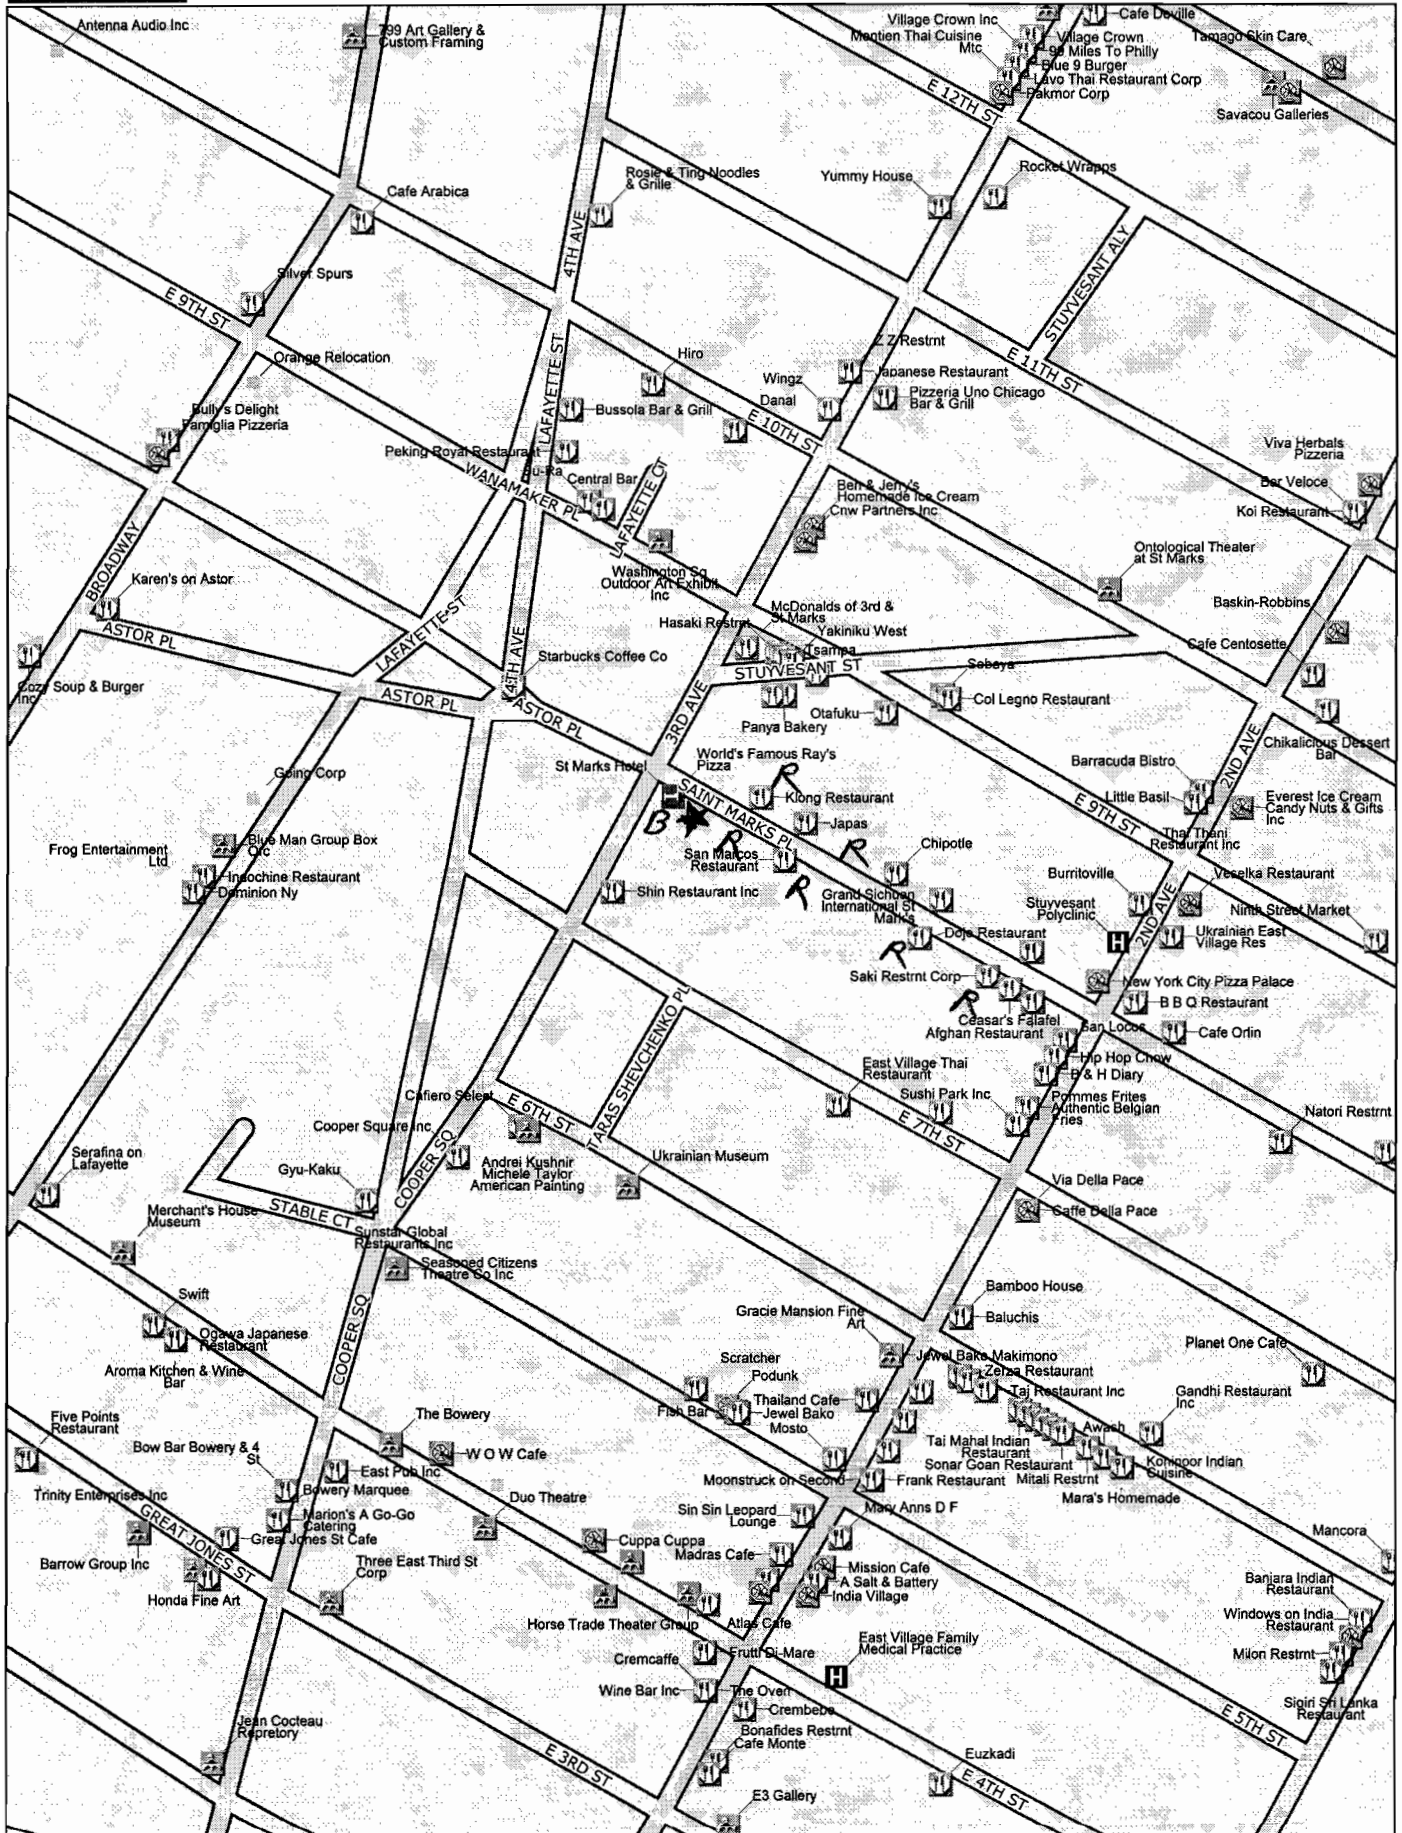 Antenna Audio Inc
799 Art Gallery &
Custom Framing
Village Crown Inc
Montien Thai Cuisine
Mtc
Cafe Deville
Village Crown
99 Miles To Philly
Blue 9 Burger
Lavo Thai Restaurant Corp
Pakmor Corp
Tamago Skin Care
Savacou Galleries
E 12TH ST
Cafe Arabica
Rosie & Ting Noodles
& Grille
Yummy House
Rocket Wrapps
4TH AVE
STUYVESANT ALY
Silver Spurs
E 9TH ST
Orange Relocation
Hiro
Z Z Restrnt
Japanese Restaurant
E 11TH ST
Wingz
Danal
Pizzeria Uno Chicago
Bar & Grill
Bully's Delight
Famiglia Pizzeria
LAFAYETTE ST
Bussola Bar & Grill
E 10TH ST
Peking Royal Restaurant
Central Bar
WANAMAKER PL
LAFAYETTE CT
Viva Herbals
Pizzeria
Bar Veloce
Koi Restaurant
Ben & Jerry's
Homemade Ice Cream
Cnw Partners Inc
BROADWAY
Washington Sq
Outdoor Art Exhibit
Inc
Ontological Theater
at St Marks
Karen's on Astor
ASTOR PL
LAFAYETTE ST
4TH AVE
Hasaki Restrnt
McDonalds of 3rd &
St Marks
Yakiniku West
Tsampa
Baskin-Robbins
Cafe Centosette
Starbucks Coffee Co
STUYVESANT ST
Sobaya
Col Legno Restaurant
Cozy Soup & Burger
Inc
ASTOR PL
ASTOR PL
3RD AVE
Panya Bakery
Otafuku
2ND AVE
Chikalicious Dessert
Bar
Going Corp
St Marks Hotel
World's Famous Ray's
Pizza
R
Barracuda Bistro
Little Basil
Klong Restaurant
SAINT MARKS PL
E 9TH ST
Everest Ice Cream
Candy Nuts & Gifts
Inc
B
Japas
Thai Thani
Restaurant Inc
Blue Man Group Box
Ofc
R
R
Chipotle
Frog Entertainment
Ltd
Indochine Restaurant
Dominion Ny
San Marcos
Restaurant
Shin Restaurant Inc
R
Grand Sichuan
International St
Mark's
Burritoville
Veselka Restaurant
Stuyvesant
Polyclinic
H
2ND AVE
Ninth Street Market
Ukrainian East
Village Res
Dojo Restaurant
R
Saki Restrnt Corp
New York City Pizza Palace
B B Q Restaurant
R
Ceasar's Falafel
Afghan Restaurant
San Locos
Cafe Orlin
TARAS SHEVCHENKO PL
Hip Hop Chow
B & H Diary
East Village Thai
Restaurant
Sushi Park Inc
Pommes Frites
Authentic Belgian
Fries
Natori Restrnt
Cafiero Select
E 6TH ST
E 7TH ST
Cooper Square Inc
COOPER SQ
Serafina on
Lafayette
Gyu-Kaku
Andrei Kushnir
Michele Taylor
American Painting
Ukrainian Museum
Via Della Pace
Caffe Della Pace
Merchant's House
Museum
STABLE CT
Sunstar Global
Restaurants Inc
Seasoned Citizens
Theatre Co Inc
COOPER SQ
Swift
Ogawa Japanese
Restaurant
Aroma Kitchen & Wine
Bar
Bamboo House
Baluchis
Gracie Mansion Fine
Art
Planet One Cafe
Jewel Bako Makimono
Scratcher
Podunk
Zerza Restaurant
Taj Restaurant Inc
Gandhi Restaurant
Inc
Thailand Cafe
Fish Bar
Jewel Bako
Mosto
Awash
Five Points
Restaurant
The Bowery
W O W Cafe
Bow Bar Bowery & 4
St
Taj Mahal Indian
Restaurant
Sonar Goan Restaurant
Mitali Restrnt
Kohinoor Indian
Cuisine
East Pub Inc
Bowery Marquee
Moonstruck on Second
Frank Restaurant
Mara's Homemade
Trinity Enterprises Inc
Duo Theatre
Sin Sin Leopard
Lounge
Mary Anns D F
GREAT JONES ST
Marion's A Go-Go
Catering
Great Jones St Cafe
Cuppa Cuppa
Madras Cafe
Mancora
Barrow Group Inc
Three East Third St
Corp
Mission Cafe
A Salt & Battery
India Village
Banjara Indian
Restaurant
Honda Fine Art
Horse Trade Theater Group
Atlas Cafe
Windows on India
Restaurant
Frutti Di-Mare
East Village Family
Medical Practice
H
Milon Restrnt
Cremcaffe
Wine Bar Inc
The Oven
Crembebe
Sigiri Sri Lanka
Restaurant
E 5TH ST
Jean Cocteau
Repretory
Bonafides Restrnt
Cafe Monte
E 3RD ST
Euzkadi
E 4TH ST
E3 Gallery